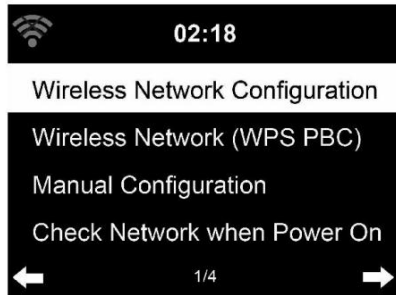 02:18
Wireless Network Configuration
Wireless Network (WPS PBC)
Manual Configuration
Check Network when Power On
1/4